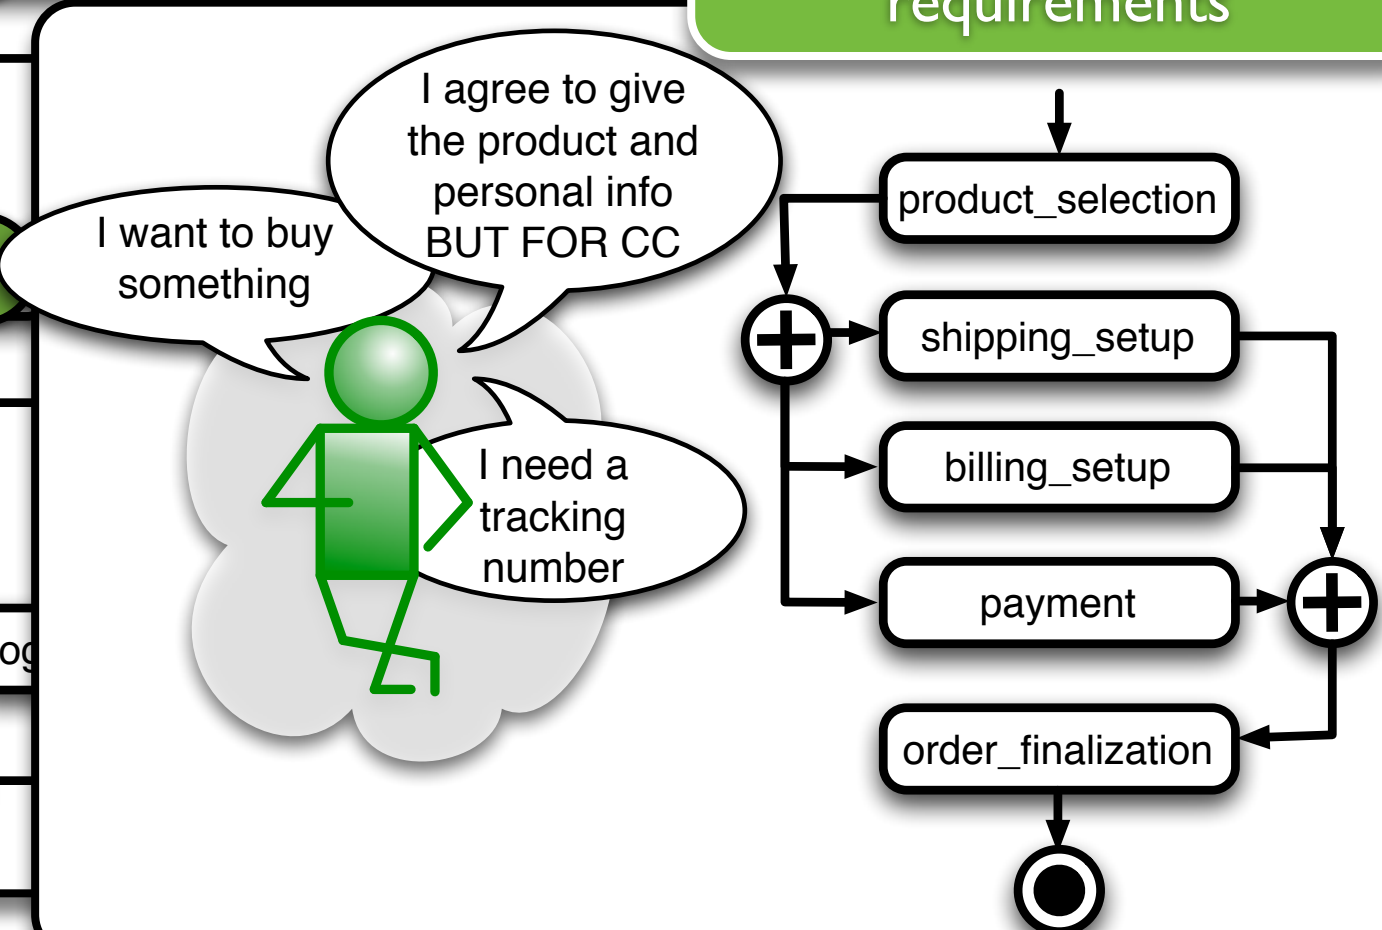 requirements
I agree to give
the product and
personal info
BUT FOR CC
I want to buy
something
I need a
tracking
number
product_selection
shipping_setup
billing_setup
payment
order_finalization